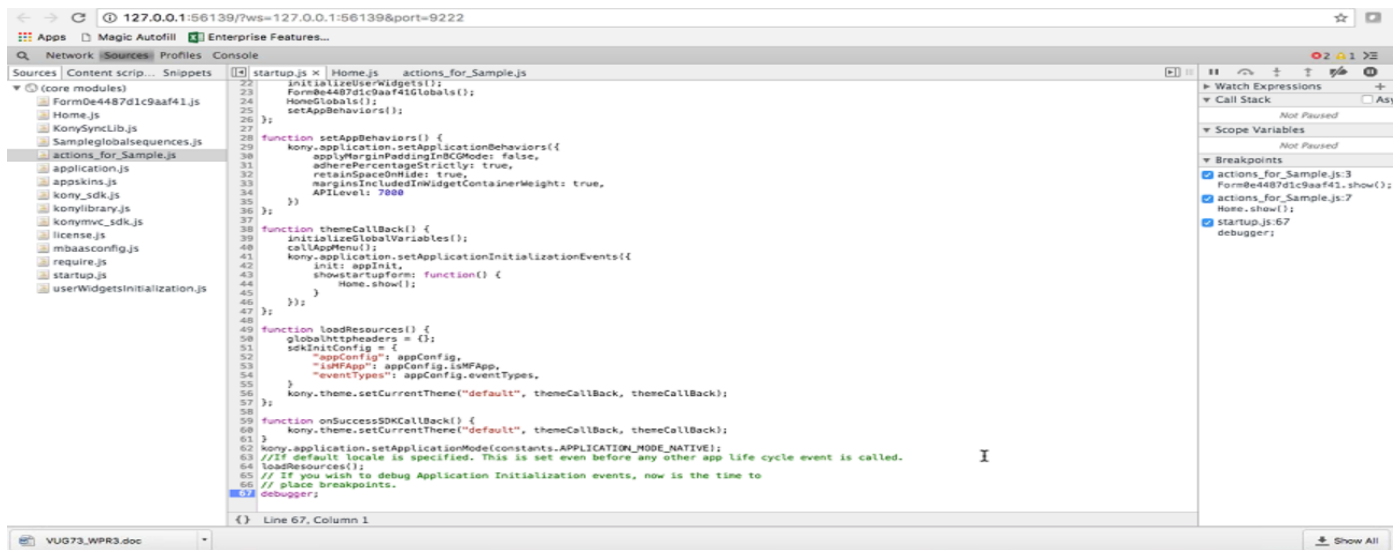 127.0.0.1:56139/?ws=127.0.0.1:56139&port=9222
Apps Magic Autofill Enterprise Features...
Network Sources Profiles Console 2 1
Sources Content scrip... Snippets
startup.js × Home.js actions_for_Sample.js
(core modules)
Form0e4487d1c9aaf41.js
Home.js
KonySyncLib.js
Sampleglobalsequences.js
actions_for_Sample.js
application.js
appskins.js
kony_sdk.js
konylibrary.js
konymvc_sdk.js
license.js
mbaasconfig.js
require.js
startup.js
userWidgetsInitialization.js
22 initializeUserWidgets();
23 Form0e4487d1c9aaf41Globals();
24 HomeGlobals();
25 setAppBehaviors();
26 };
27
28 function setAppBehaviors() {
29 kony.application.setApplicationBehaviors({
30 applyMarginPaddingInBCGMode: false,
31 adherePercentageStrictly: true,
32 retainSpaceOnHide: true,
33 marginsIncludedInWidgetContainerWeight: true,
34 APILevel: 7000
35 })
36 };
37
38 function themeCallBack() {
39 initializeGlobalVariables();
40 callAppMenu();
41 kony.application.setApplicationInitializationEvents({
42 init: appInit,
43 showstartupform: function() {
44 Home.show();
45 }
46 });
47 };
48
49 function loadResources() {
50 globalhttpheaders = {};
51 sdkInitConfig = {
52 "appConfig": appConfig,
53 "isMFApp": appConfig.isMFApp,
54 "eventTypes": appConfig.eventTypes,
55 }
56 kony.theme.setCurrentTheme("default", themeCallBack, themeCallBack);
57 };
58
59 function onSuccessSDKCallBack() {
60 kony.theme.setCurrentTheme("default", themeCallBack, themeCallBack);
61 }
62 kony.application.setApplicationMode(constants.APPLICATION_MODE_NATIVE);
63 //If default locale is specified. This is set even before any other app life cycle event is called.
64 loadResources();
65 // If you wish to debug Application Initialization events, now is the time to
66 // place breakpoints.
67 debugger;
{} Line 67, Column 1
Watch Expressions +
Call Stack Asy
Not Paused
Scope Variables
Not Paused
Breakpoints
actions_for_Sample.js:3
Form0e4487d1c9aaf41.show();
actions_for_Sample.js:7
Home.show();
startup.js:67
debugger;
VUG73_WPR3.doc
Show All